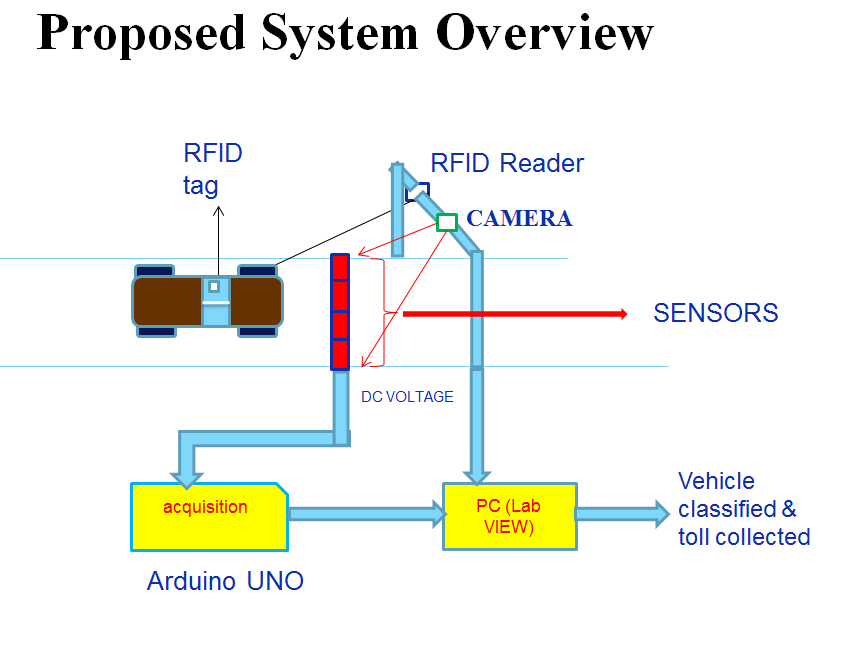 Proposed System Overview
RFID
tag
RFID Reader
CAMERA
SENSORS
DC VOLTAGE
acquisition
PC (Lab
VIEW)
Vehicle
classified &
toll collected
Arduino UNO